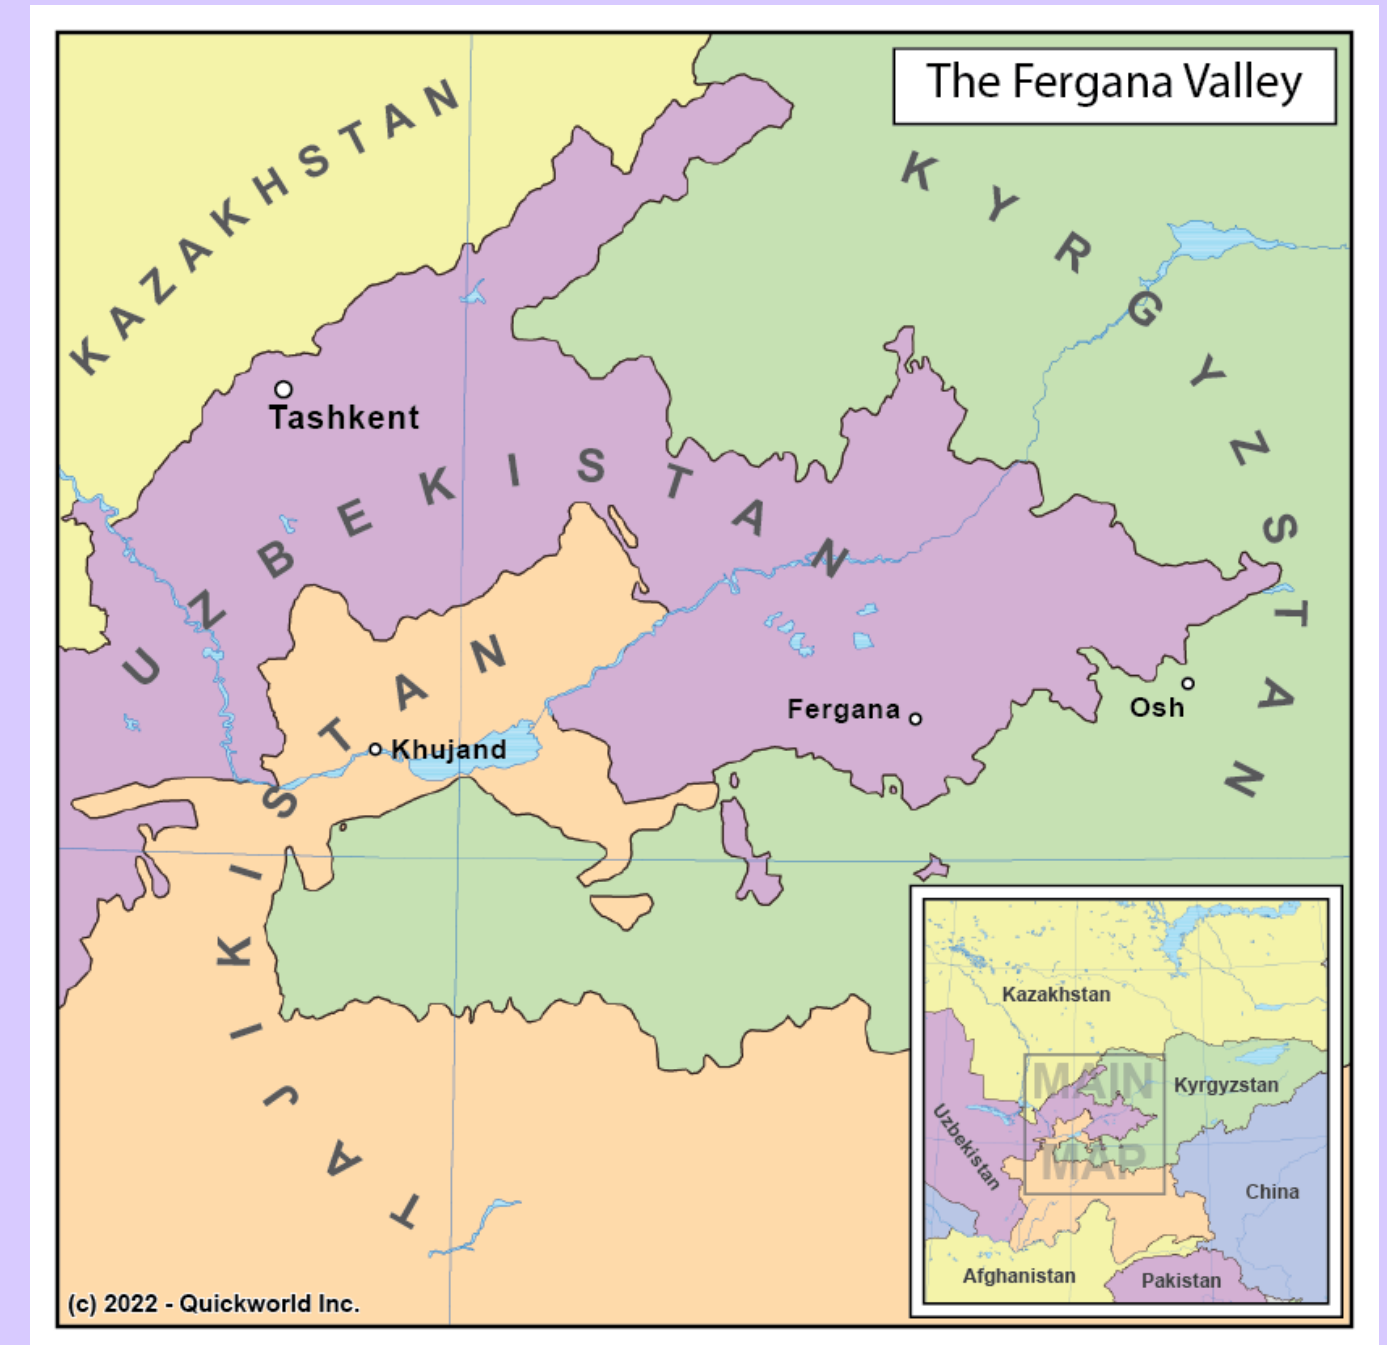 The Fergana Valley
KAZAKHSTAN
KYRGYZSTAN
UZBEKISTAN
TAJIKISTAN
Tashkent
Fergana
Osh
Khujand
Kazakhstan
MAIN
MAP
Kyrgyzstan
Uzbekistan
China
Afghanistan
Pakistan
(c) 2022 - Quickworld Inc.